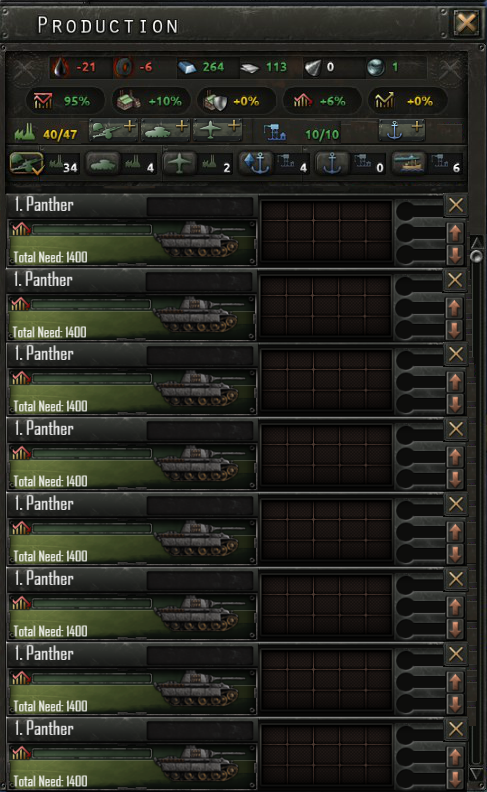 PRODUCTION
-21 -6 264 113 0 1
95% +10% +0% +6% +0%
40/47 10/10
34 4 2 4 0 6
1. Panther
Total Need: 1400
1. Panther
Total Need: 1400
1. Panther
Total Need: 1400
1. Panther
Total Need: 1400
1. Panther
Total Need: 1400
1. Panther
Total Need: 1400
1. Panther
Total Need: 1400
1. Panther
Total Need: 1400